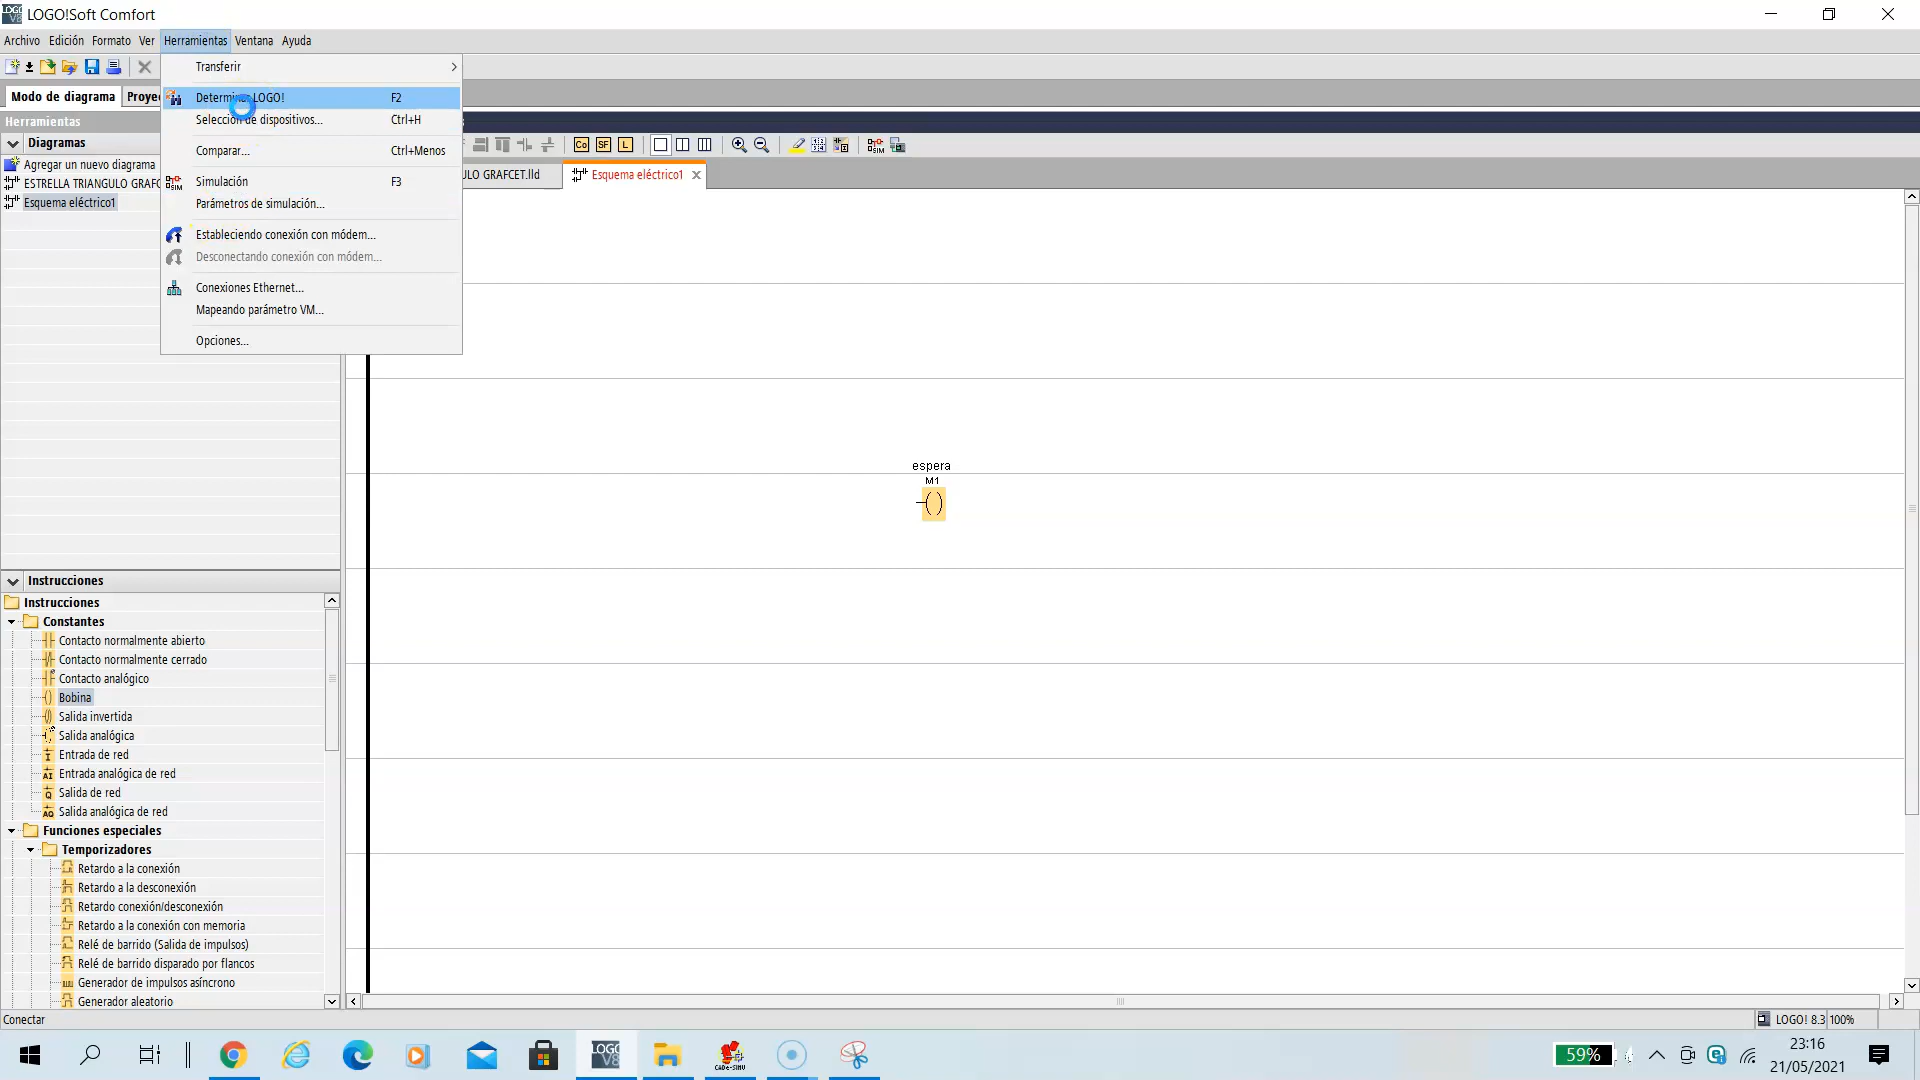 LOGO!Soft Comfort
Archivo Edición Formato Ver Herramientas Ventana Ayuda
Transferir
Modo de diagrama Proye
LOGO! F2
Herramientas
Selección de dispositivos... Ctrl+H
Diagramas
Comparar... Ctrl+Menos
Co SF L
Agregar un nuevo diagrama
ESTRELLA TRIANGULO GRAFC
Simulación F3
ULO GRAFCET.lld
Esquema eléctrico1
Esquema eléctrico1
Parámetros de simulación...
Estableciendo conexión con módem...
Desconectando conexión con módem...
Conexiones Ethernet...
Mapeando parámetro VM...
Opciones...
espera
M1
Instrucciones
Instrucciones
Constantes
Contacto normalmente abierto
Contacto normalmente cerrado
Contacto analógico
Bobina
Salida invertida
Salida analógica
Entrada de red
Entrada analógica de red
Salida de red
Salida analógica de red
Funciones especiales
Temporizadores
Retardo a la conexión
Retardo a la desconexión
Retardo conexión/desconexión
Retardo a la conexión con memoria
Relé de barrido (Salida de impulsos)
Relé de barrido disparado por flancos
Generador de impulsos asíncrono
Generador aleatorio
Conectar
LOGO! 8.3 100%
59%
23:16
21/05/2021